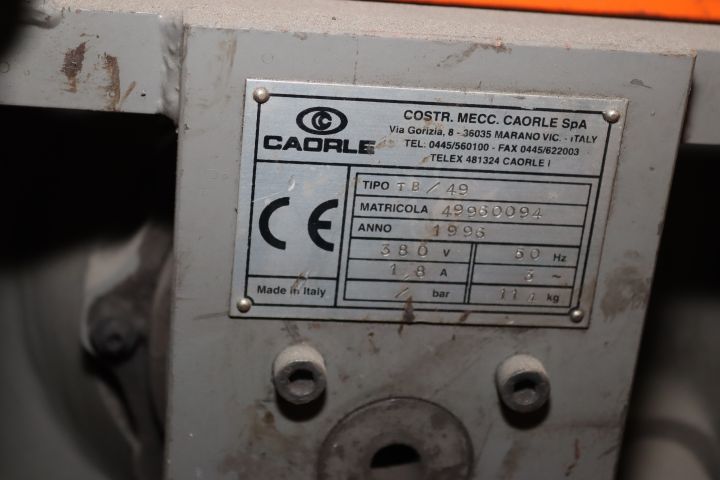 COSTR. MECC. CAORLE SpA
Via Gorizia, 8 - 36035 MARANO VIC. - ITALY
TEL. 0445/560100 - FAX 0445/622003
TELEX 481324 CAORLE I
CAORLE
TIPO TB/49
MATRICOLA 49960094
ANNO 1996
380 V 50 Hz
1,8 A 3 ~
/ bar kg
CE
Made in Italy